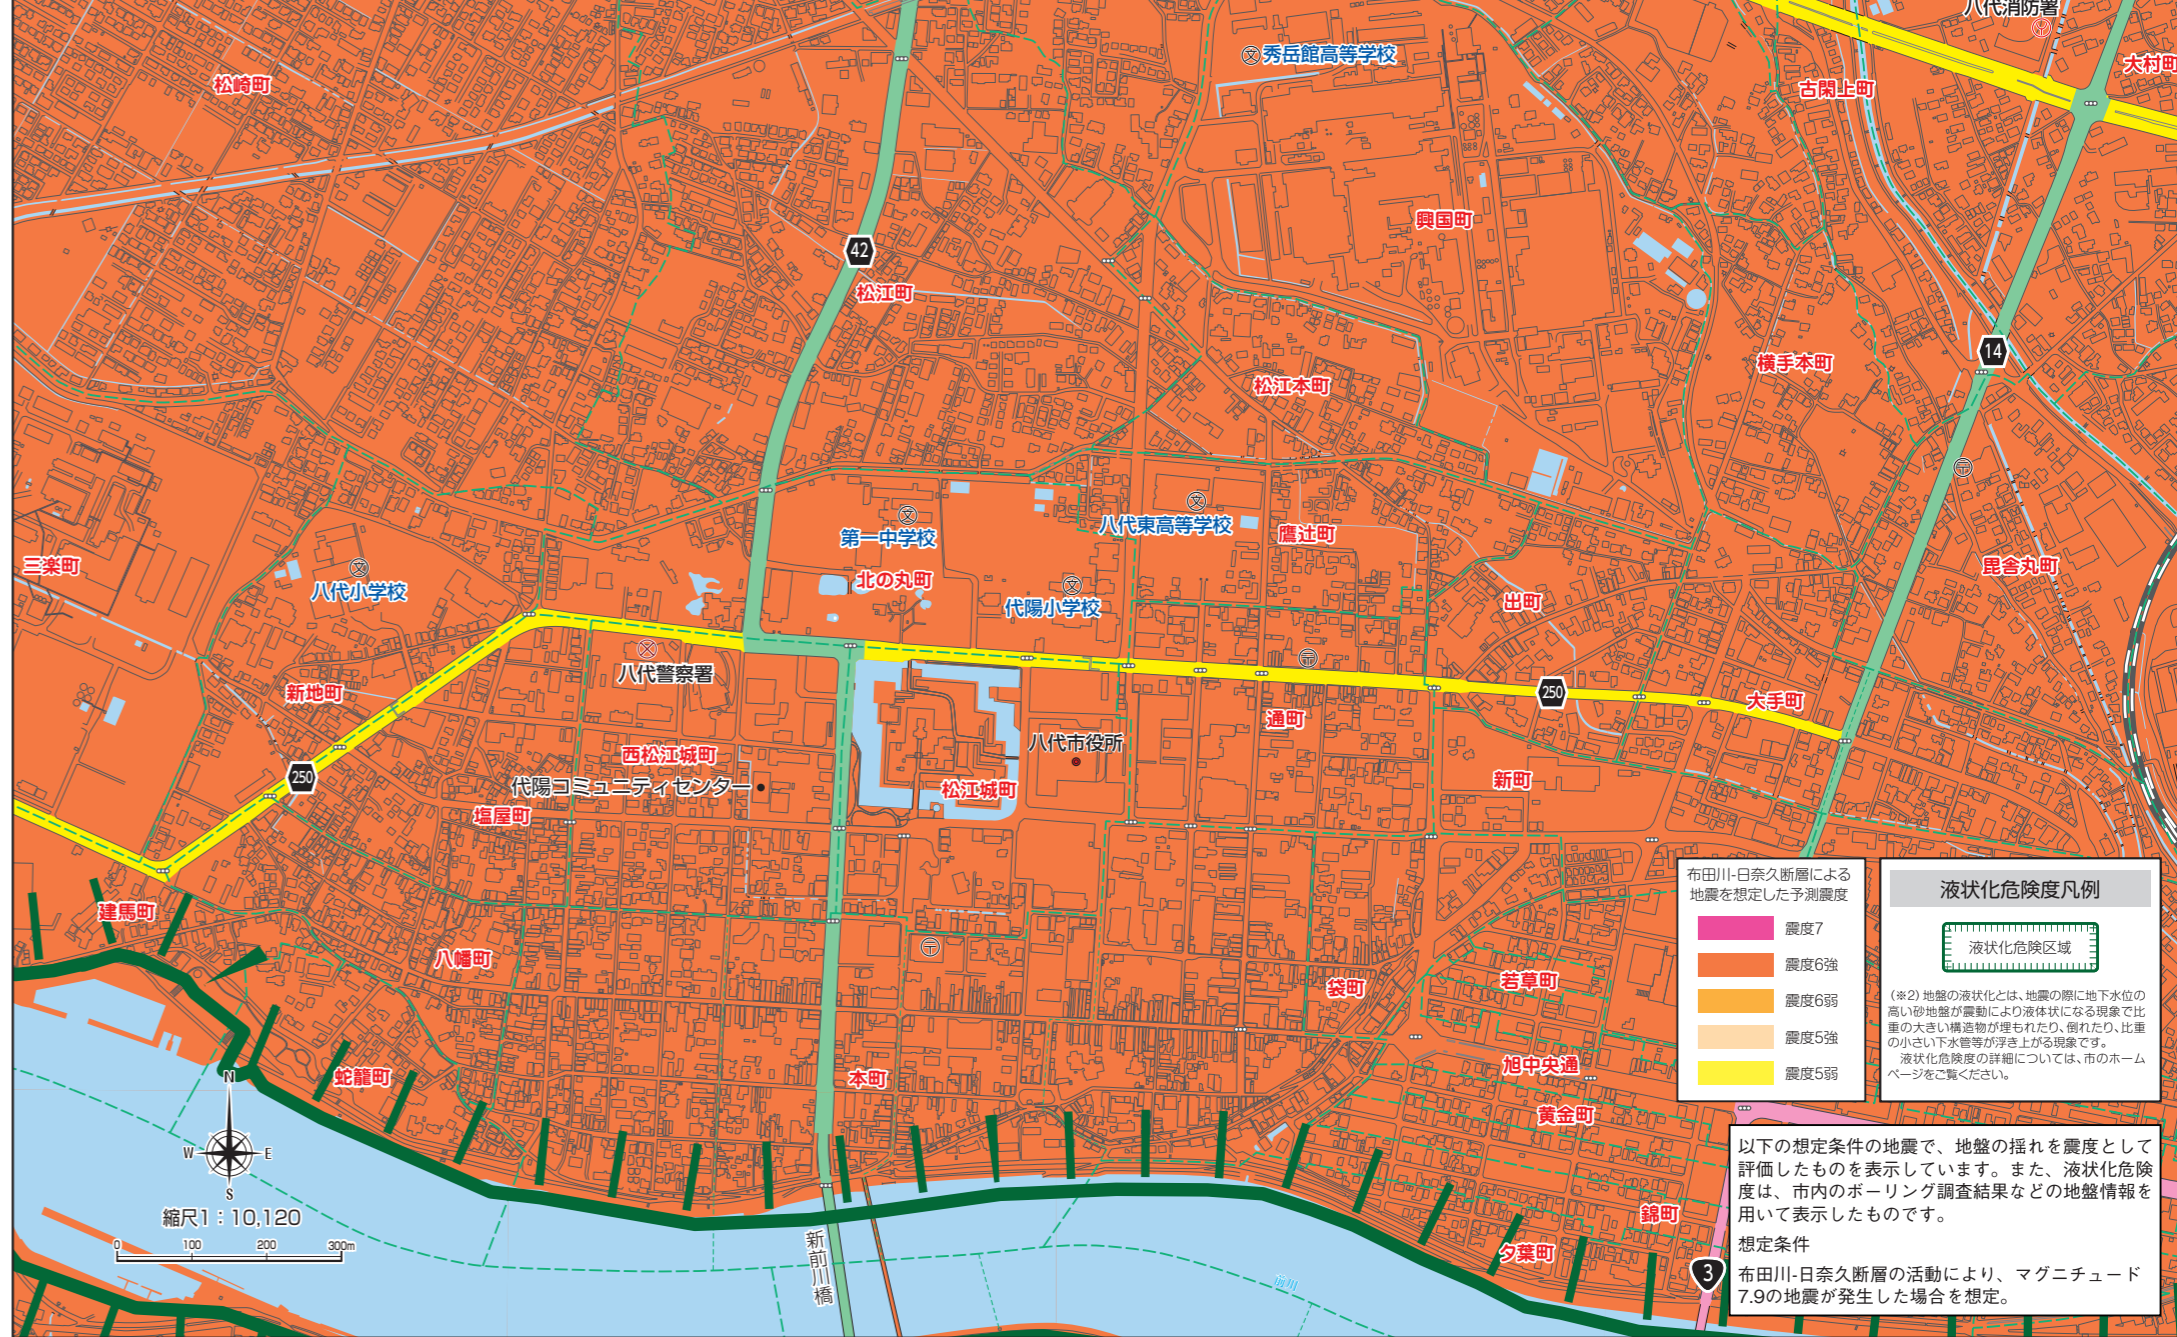 八代消防署
秀岳館高等学校
大村町
松崎町
古閑上町
興国町
42
松江町
14
横手本町
松江本町
第一中学校
八代東高等学校
鷹辻町
三楽町
八代小学校
北の丸町
代陽小学校
毘舎丸町
出町
八代警察署
新地町
250
大手町
通町
八代市役所
西松江城町
250
代陽コミュニティセンター
松江城町
新町
塩屋町
建馬町
八幡町
袋町
若草町
蛇籠町
本町
旭中央通
黄金町
錦町
夕葉町
3
新前川橋
前川
N
W
E
S
縮尺1:10,120
0 100 200 300m
布田川-日奈久断層による
地震を想定した予測震度
震度7
震度6強
震度6弱
震度5強
震度5弱
液状化危険度凡例
液状化危険区域
(※2) 地盤の液状化とは、地震の際に地下水位の
高い砂地盤が震動により液体状になる現象で比
重の大きい構造物が埋もれたり、倒れたり、比重
の小さい下水管等が浮き上がる現象です。
液状化危険度の詳細については、市のホーム
ページをご覧ください。
以下の想定条件の地震で、地盤の揺れを震度として
評価したものを表示しています。また、液状化危険
度は、市内のボーリング調査結果などの地盤情報を
用いて表示したものです。
想定条件
布田川-日奈久断層の活動により、マグニチュード
7.9の地震が発生した場合を想定。